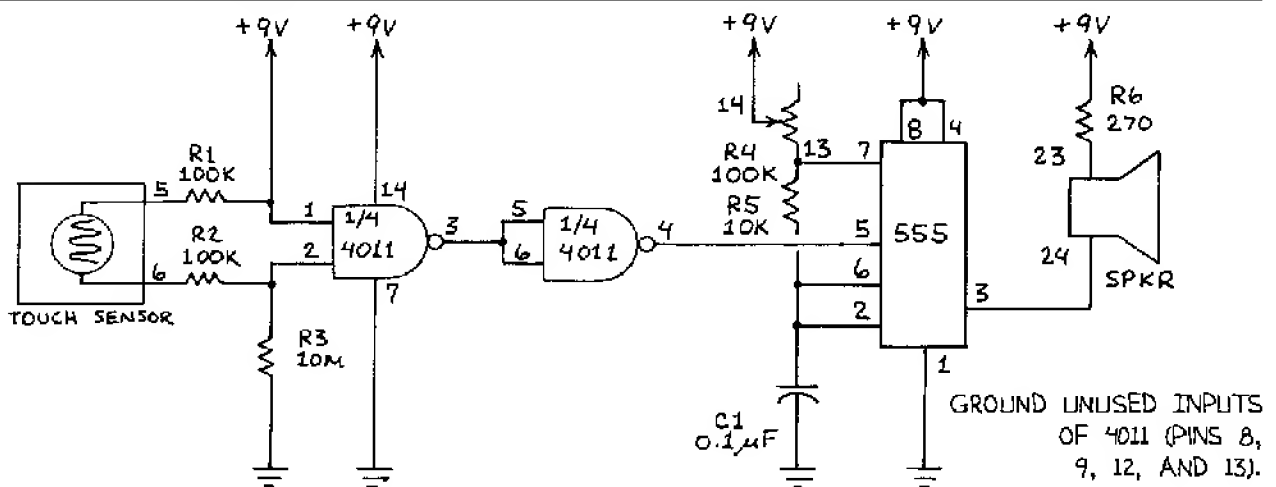 +9V
+9V
+9V
+9V
+9V
14
8
4
R6
270
R1
100K
5
14
13
7
R4
100K
23
1
1/4
4011
3
5
1/4
4011
4
R5
10K
5
555
R2
100K
2
6
6
24
SPKR
6
7
3
TOUCH SENSOR
R3
10M
2
1
C1
0.1µF
GROUND UNUSED INPUTS
OF 4011 (PINS 8,
9, 12, AND 13).